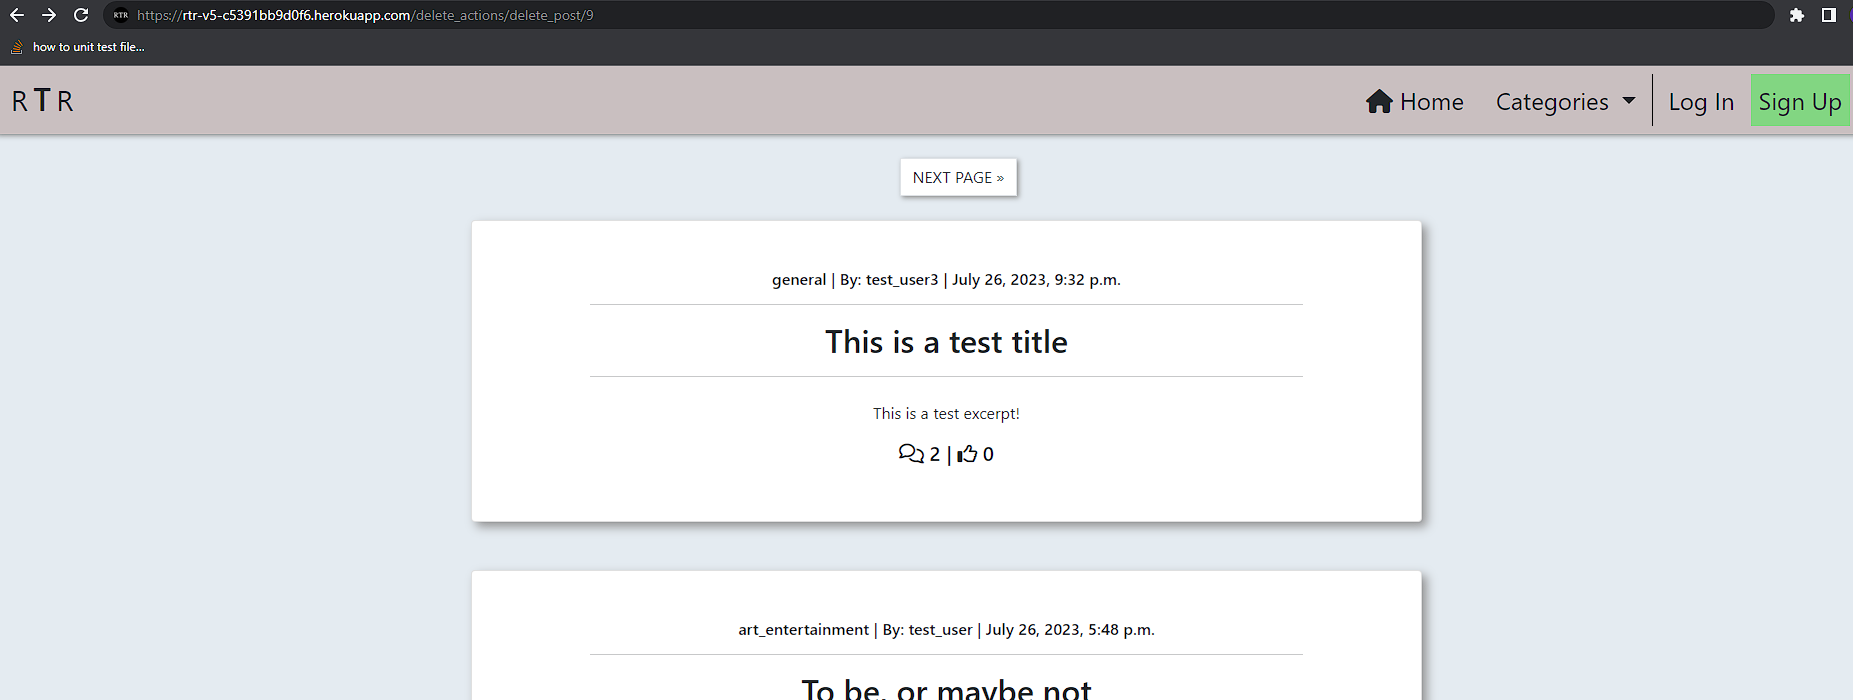 RTR https://rtr-v5-c5391bb9d0f6.herokuapp.com/delete_actions/delete_post/9
how to unit test file...
R T R Home Categories Log In Sign Up
NEXT PAGE »
general | By: test_user3 | July 26, 2023, 9:32 p.m.
This is a test title
This is a test excerpt!
2 | 0
art_entertainment | By: test_user | July 26, 2023, 5:48 p.m.
To be, or maybe not